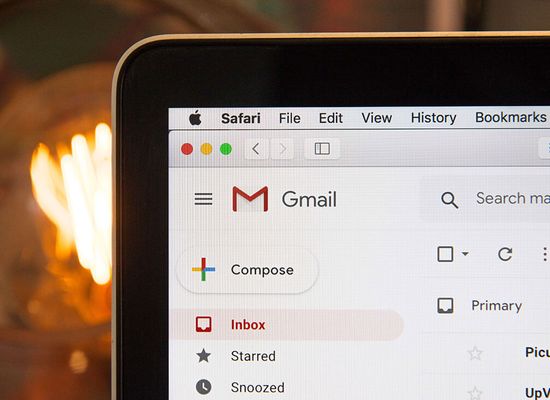 Safari File Edit View History Bookmarks
Gmail
Search ma
Compose
Primary
Inbox
Picu
Starred
Snoozed
UpV